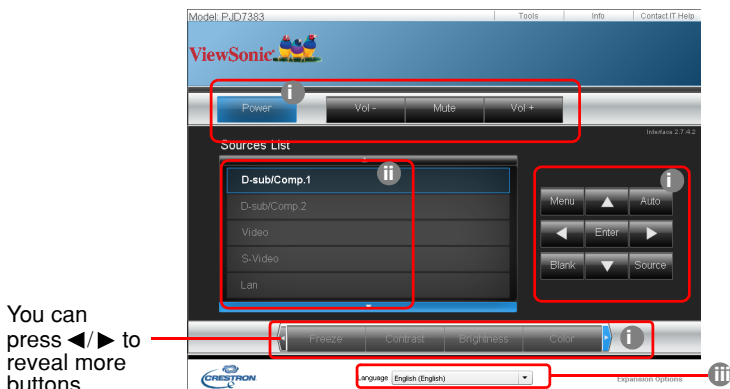 Model: PJD7383 Tools Info Contact IT Help
ViewSonic
i
Power Vol - Mute Vol +
Interface 2.7.4.2
Sources List
ii
i
D-sub/Comp.1
D-sub/Comp.2
Video
S-Video
Lan
Menu Auto
Enter
Blank Source
You can
press ◀/▶ to
reveal more
buttons
Freeze Contrast Brightness Color
i
CRESTRON
Language English (English)
Expansion Options
iii